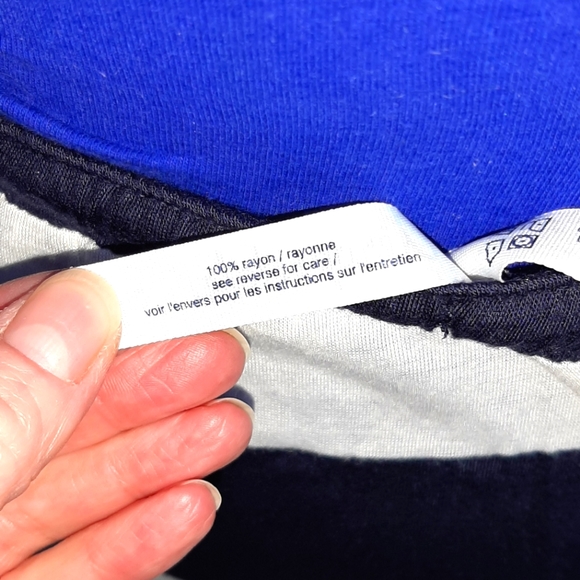 100% rayon / rayonne
see reverse for care /
voir l'envers pour les instructions sur l'entretien